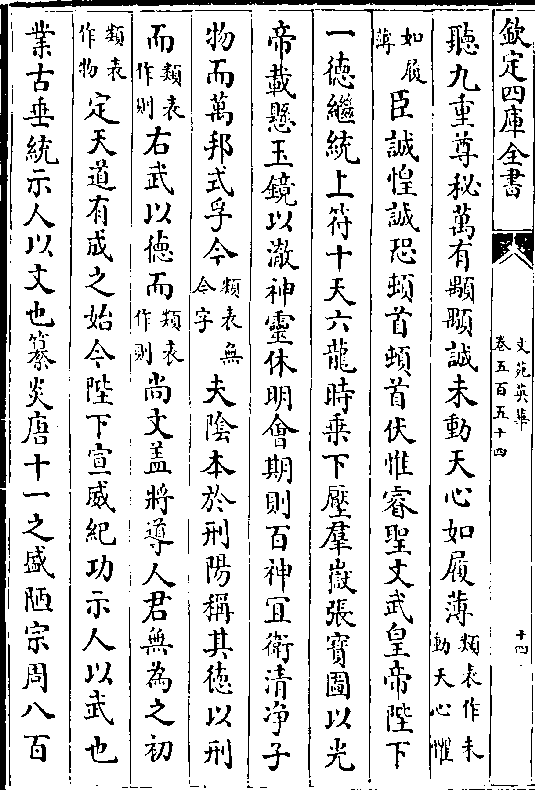 欽定四庫全書
文苑英華
卷五百五十四
十四
聽九重尊秘萬有顒顒誠未動天心如履薄類表作未動天心懼
如履薄臣誠惶誠恐頓首頓首伏惟睿聖文武皇帝陛下
一德繼統上符十天六龍時乗下壓羣嶽張寶圖以光
帝載懸玉鏡以澈神靈休明會期則百神宜衛清净子
物而萬邦式孚今類表無今字夫陰本於刑陽稱其德以刑
而類表作則右武以德而類表作則尚文盖將導人君無為之初
類表作物定天道有成之始今陛下宣威紀功示人以武也
業古垂統示人以文也纂炎唐十一之盛陋宗周八百